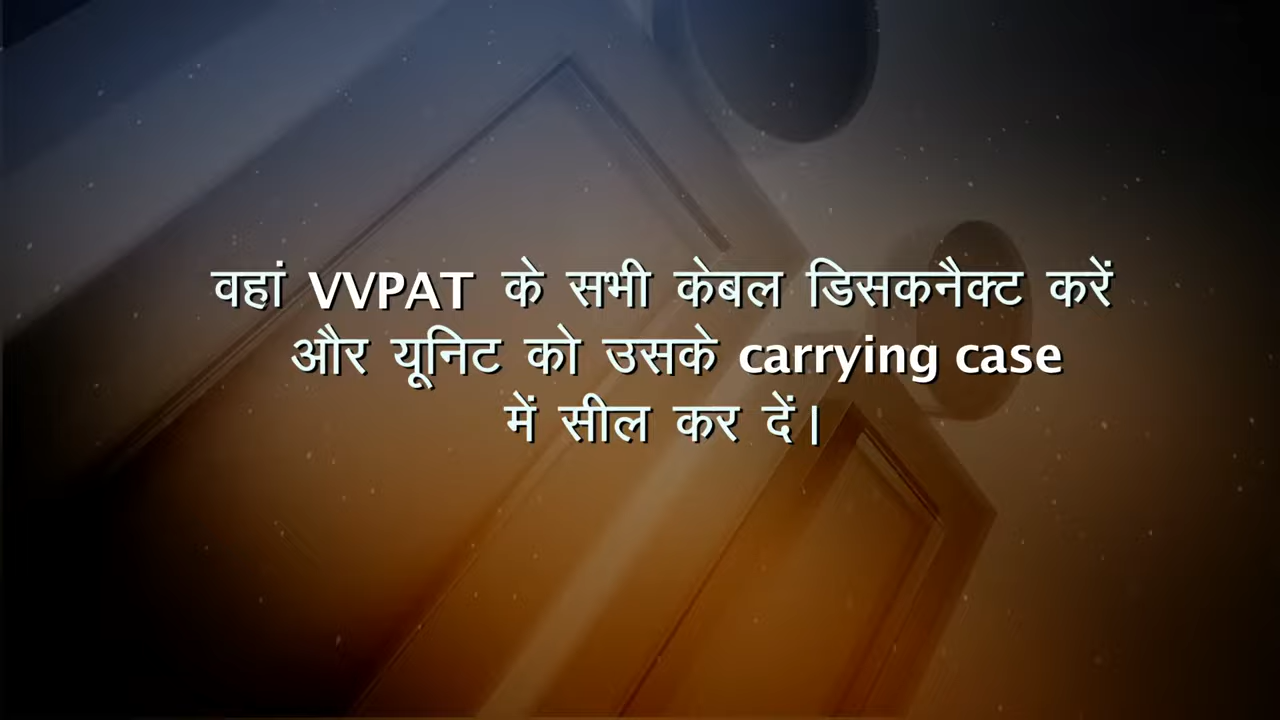 वहां VVPAT के सभी केबल डिसकनैक्ट करें
और यूनिट को उसके carrying case
में सील कर दें।